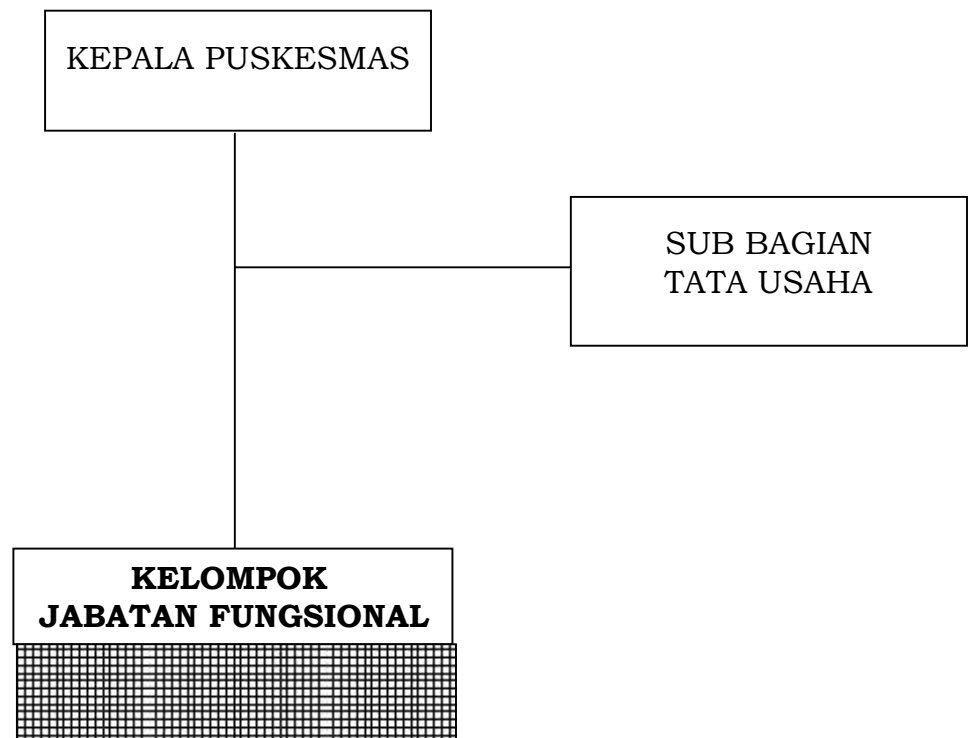 KEPALA PUSKESMAS
SUB BAGIAN
TATA USAHA
KELOMPOK
JABATAN FUNGSIONAL